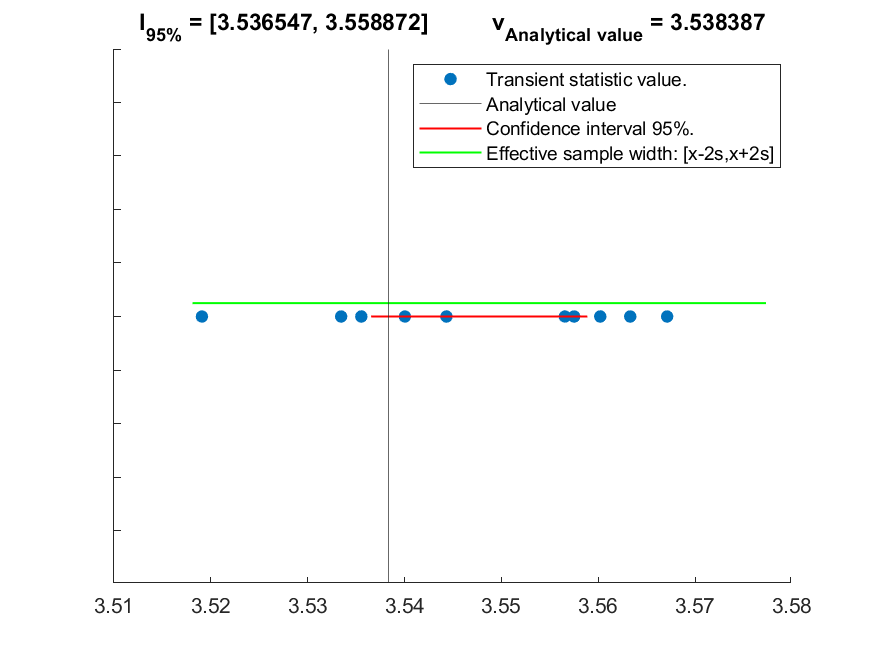 I95% = [3.536547, 3.558872] vAnalytical value = 3.538387
Transient statistic value.
Analytical value
Confidence interval 95%.
Effective sample width: [x-2s,x+2s]
3.51 3.52 3.53 3.54 3.55 3.56 3.57 3.58